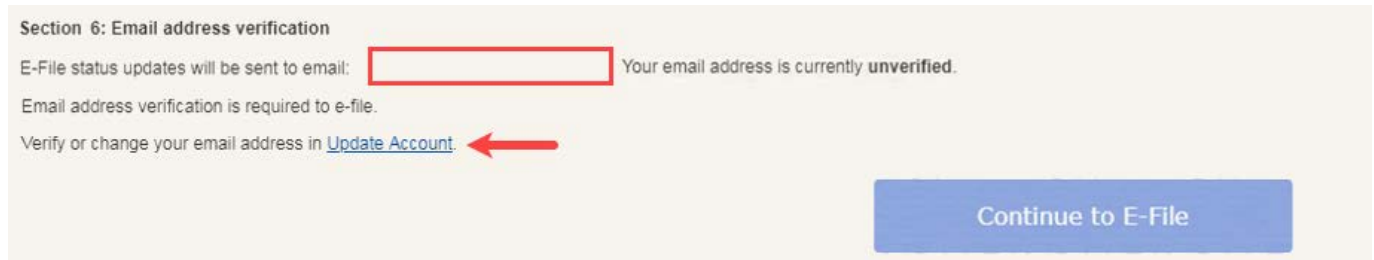 Section 6: Email address verification
E-File status updates will be sent to email: Your email address is currently unverified.
Email address verification is required to e-file.
Verify or change your email address in Update Account.
Continue to E-File